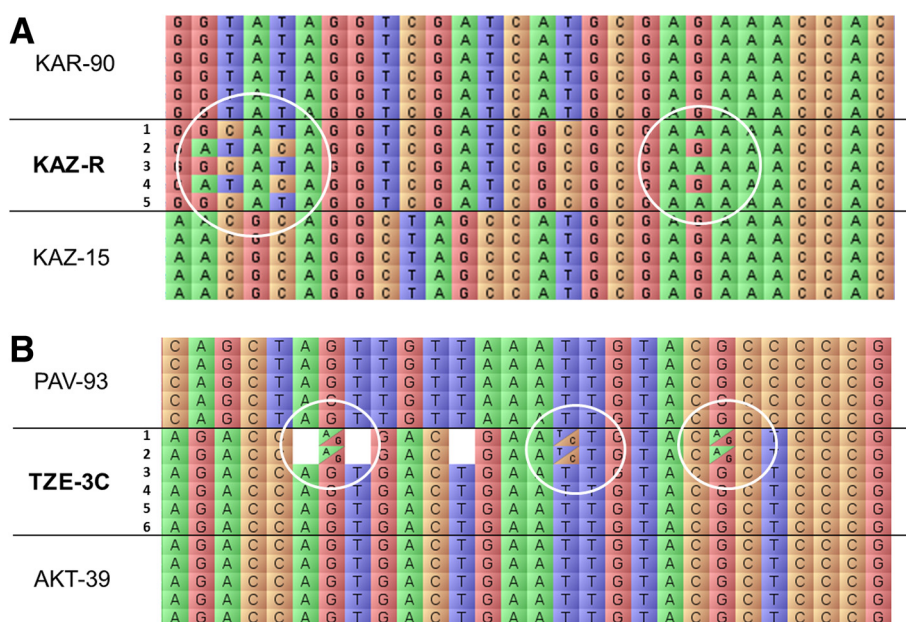 A
KAR-90
G G T A T A G G T C G A T C A T G C G A G A A A C C A C
G G T A T A G G T C G A T C A T G C G A G A A A C C A C
G G T A T A G G T C G A T C A T G C G A G A A A C C A C
G G T A T A G G T C G A T C A T G C G A G A A A C C A C
G G T A T A G G T C G A T C A T G C G A G A A A C C A C
G G T A T A G G T C G A T C A T G C G A G A A A C C A C
KAZ-R
1 G G C A T A G G T C G A T C G C G C G A A A A A C C A C
2 G A T A C A G G T C G A T C G C G C G A G A A A C C A C
3 G G C A T A G G T C G A T C G C G C G A A A A A C C A C
4 G A T A C A G G T C G A T C G C G C G A G A A A C C A C
5 G G C A T A G G T C G A T C G C G C G A A A A A C C A C
KAZ-15
A A C G C A G G C T A G C C A T G C G A G A A A C C A C
A A C G C A G G C T A G C C A T G C G A G A A A C C A C
A A C G C A G G C T A G C C A T G C G A G A A A C C A C
A A C G C A G G C T A G C C A T G C G A G A A A C C A C
A A C G C A G G C T A G C C A T G C G A G A A A C C A C
B
PAV-93
C A G C T A G T T G T T A A A T T G T A C G C C C C C G
C A G C T A G T T G T T A A A T T G T A C G C C C C C G
C A G C T A G T T G T T A A A T T G T A C G C C C C C G
C A G C T A G T T G T T A A A T T G T A C G C C C C C G
C A G C T A G T T G T T A A A T T G T A C G C C C C C G
TZE-3C
1 A G A C C A G G A C G A A T C T G T A C A G C T C C C G
2 A G A C C A G G A C G A A T C T G T A C A G C T C C C G
3 A G A C C A G T G A C T G A A T T G T A C G C T C C C G
4 A G A C C A G T G A C T G A A T T G T A C G C T C C C G
5 A G A C C A G T G A C T G A A T T G T A C G C T C C C G
6 A G A C C A G T G A C T G A A T T G T A C G C T C C C G
AKT-39
A G A C C A G T G A C T G A A T T G T A C G C T C C C G
A G A C C A G T G A C T G A A T T G T A C G C T C C C G
A G A C C A G T G A C T G A A T T G T A C G C T C C C G
A G A C C A G T G A C T G A A T T G T A C G C T C C C G
A G A C C A G T G A C T G A A T T G T A C G C T C C C G